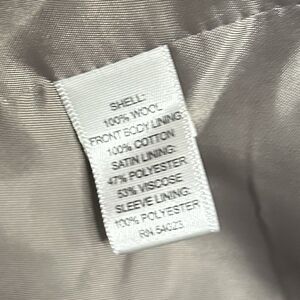 SHELL:
100% WOOL
FRONT BODY LINING:
100% COTTON
SATIN LINING:
47% POLYESTER
53% VISCOSE
SLEEVE LINING:
100% POLYESTER
RN 54023